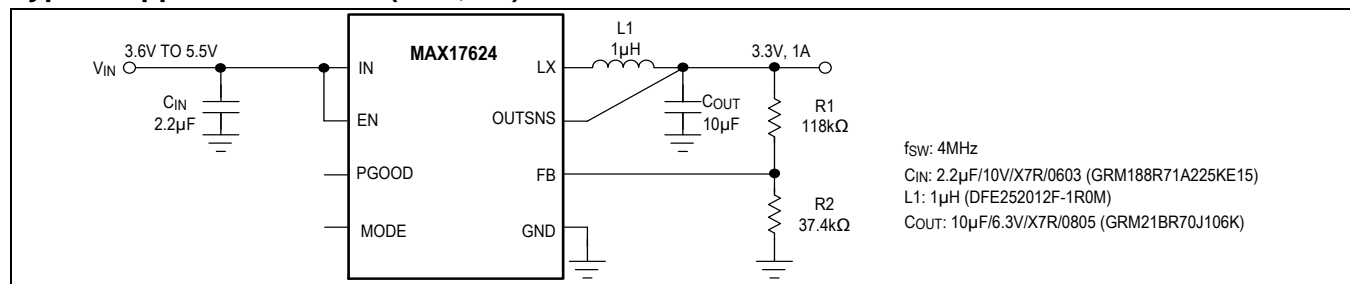 3.6V TO 5.5V
VIN
CIN
2.2µF
MAX17624
IN
EN
PGOOD
MODE
LX
OUTSNS
FB
GND
L1
1µH
3.3V, 1A
COUT
10µF
R1
118kΩ
R2
37.4kΩ
fSW: 4MHz
CIN: 2.2µF/10V/X7R/0603 (GRM188R71A225KE15)
L1: 1µH (DFE252012F-1R0M)
COUT: 10µF/6.3V/X7R/0805 (GRM21BR70J106K)